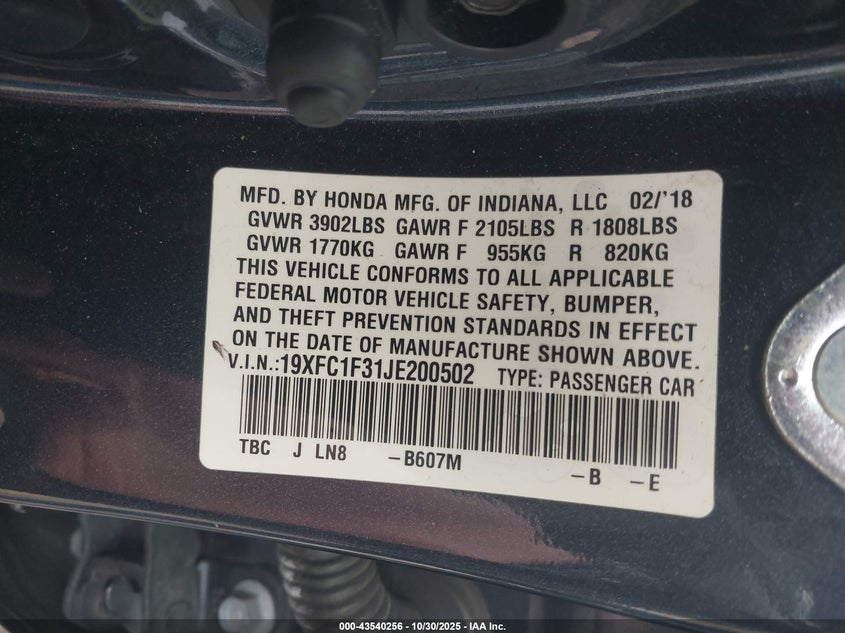 MFD. BY HONDA MFG. OF INDIANA, LLC 02/'18
GVWR 3902LBS GAWR F 2105LBS R 1808LBS
GVWR 1770KG GAWR F 955KG R 820KG
THIS VEHICLE CONFORMS TO ALL APPLICABLE
FEDERAL MOTOR VEHICLE SAFETY, BUMPER,
AND THEFT PREVENTION STANDARDS IN EFFECT
ON THE DATE OF MANUFACTURE SHOWN ABOVE.
V.I.N.:19XFC1F31JE200502 TYPE: PASSENGER CAR
TBC J LN8 -B607M
-B -E
000-43540256 | 10/30/2025 | IAA Inc.